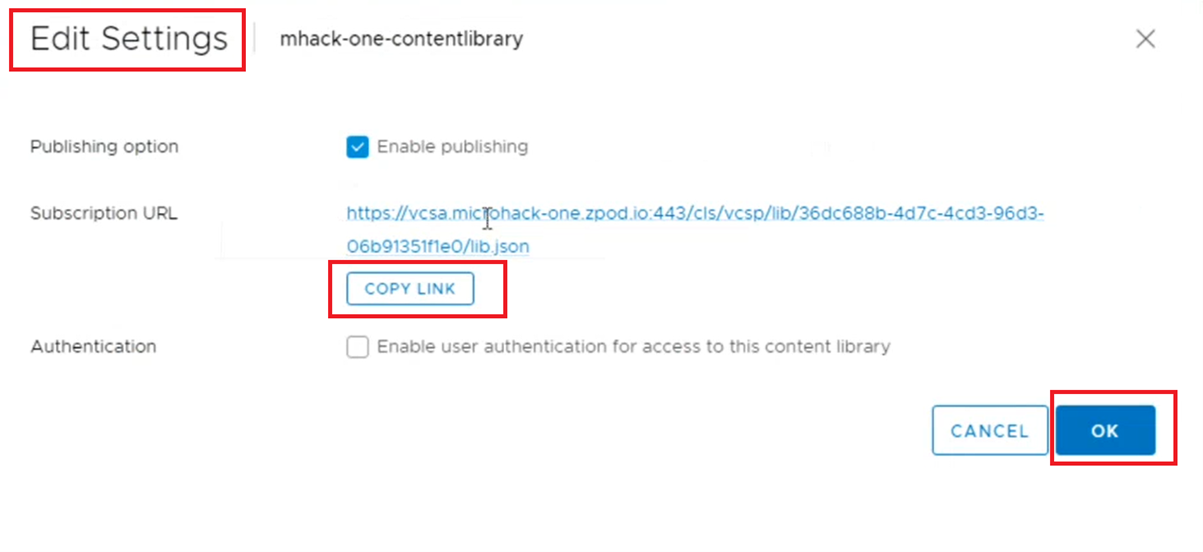 Edit Settings mhack-one-contentlibrary
Publishing option Enable publishing
Subscription URL https://vcsa.microhack-one.zpod.io:443/cls/vcsp/lib/36dc688b-4d7c-4cd3-96d3-
06b91351f1e0/lib.json
COPY LINK
Authentication Enable user authentication for access to this content library
CANCEL OK